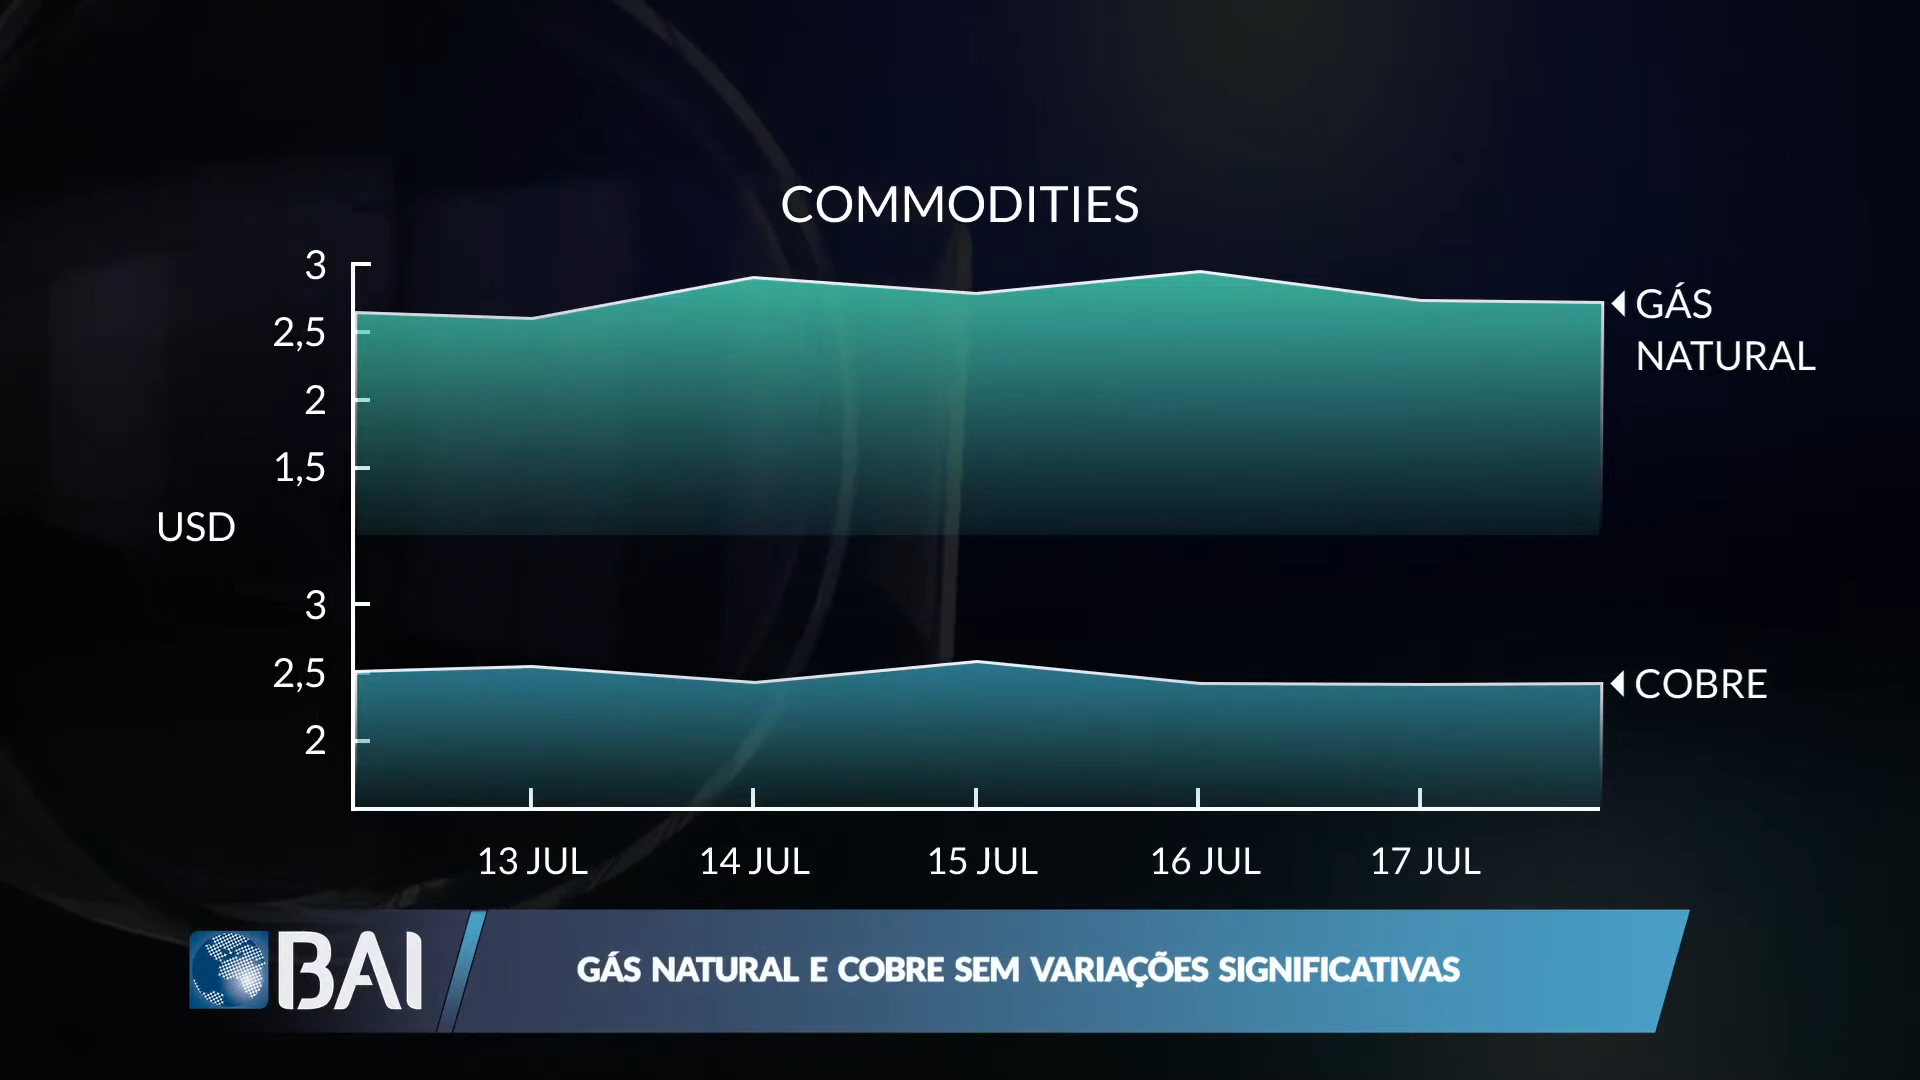 COMMODITIES
3
2,5
2
1,5
USD
3
2,5
2
GÁS
NATURAL
COBRE
13 JUL 14 JUL 15 JUL 16 JUL 17 JUL
BAI
GÁS NATURAL E COBRE SEM VARIAÇÕES SIGNIFICATIVAS